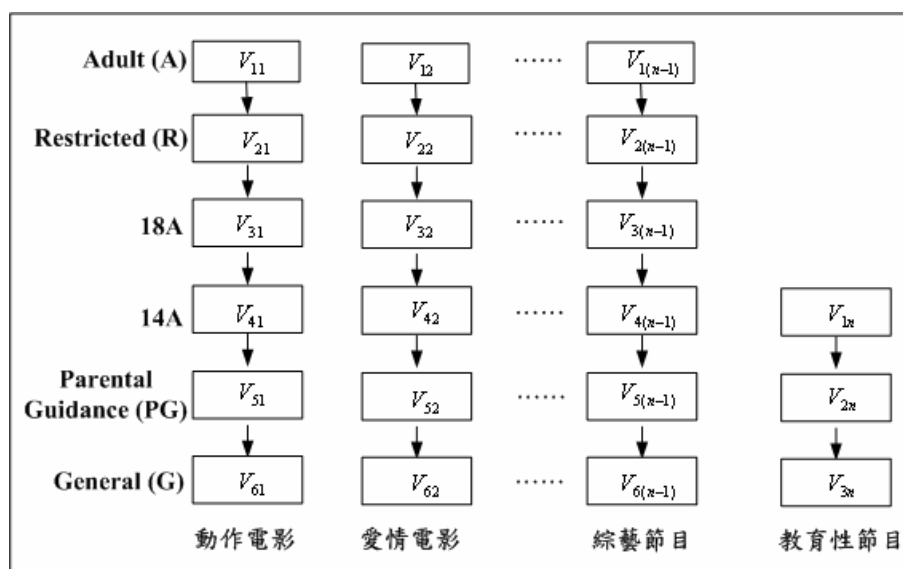 Adult (A) V11 V12 ...... V1(n-1)
Restricted (R) V21 V22 ...... V2(n-1)
18A V31 V32 ...... V3(n-1)
14A V41 V42 ...... V4(n-1) V1n
Parental
Guidance (PG) V51 V52 ...... V5(n-1) V2n
General (G) V61 V62 ...... V6(n-1) V3n
動作電影 愛情電影 綜藝節目 教育性節目